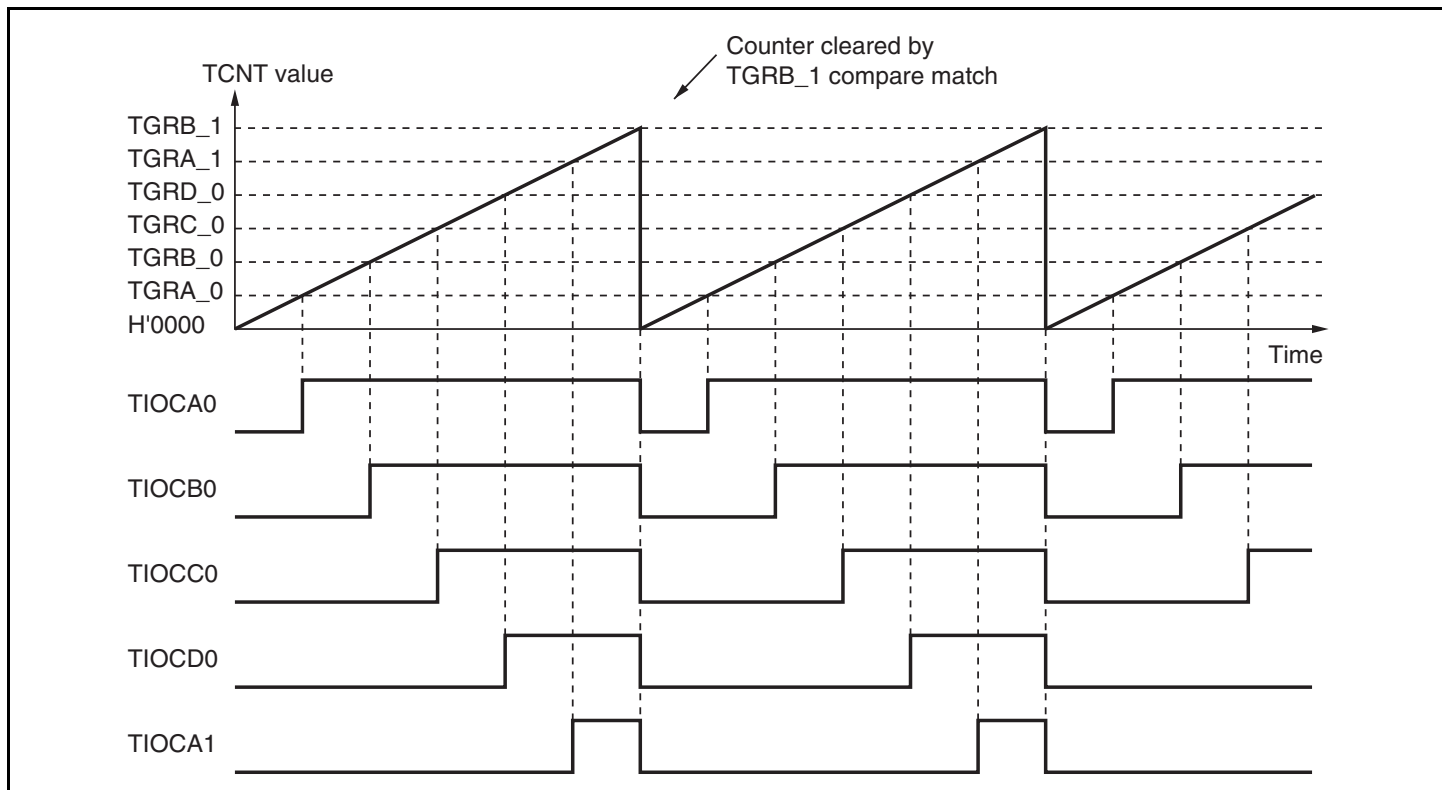 Counter cleared by
TGRB_1 compare match
TCNT value
TGRB_1
TGRA_1
TGRD_0
TGRC_0
TGRB_0
TGRA_0
H'0000
Time
TIOCA0
TIOCB0
TIOCC0
TIOCD0
TIOCA1